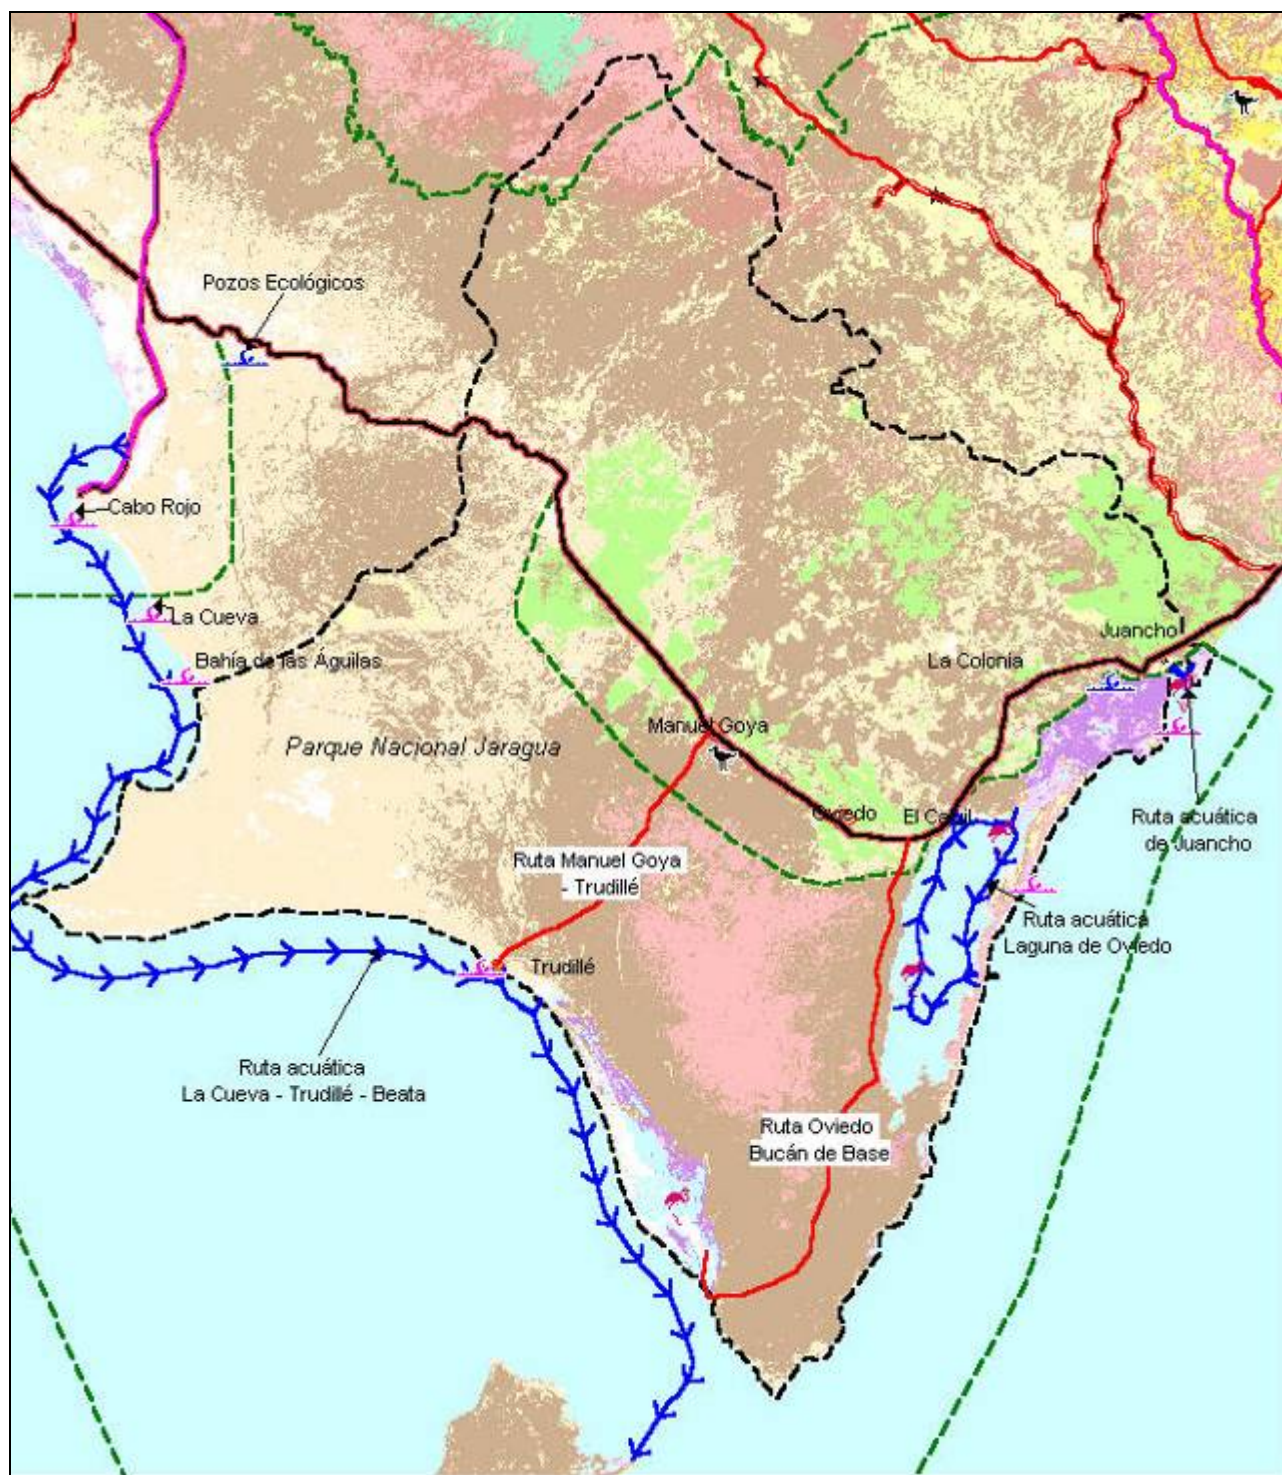 Pozos Ecológicos
Cabo Rojo
La Cueva
Juancho
La Colonía
Bahía de las Águilas
Manuel Goya
Parque Nacional Jaragua
Oviedo
El Cajuil
Ruta acuática
de Juancho
Ruta Manuel Goya
- Trudillé
Ruta acuática
Laguna de Oviedo
Trudillé
Ruta acuática
La Cueva - Trudillé - Beata
Ruta Oviedo
Bucán de Base